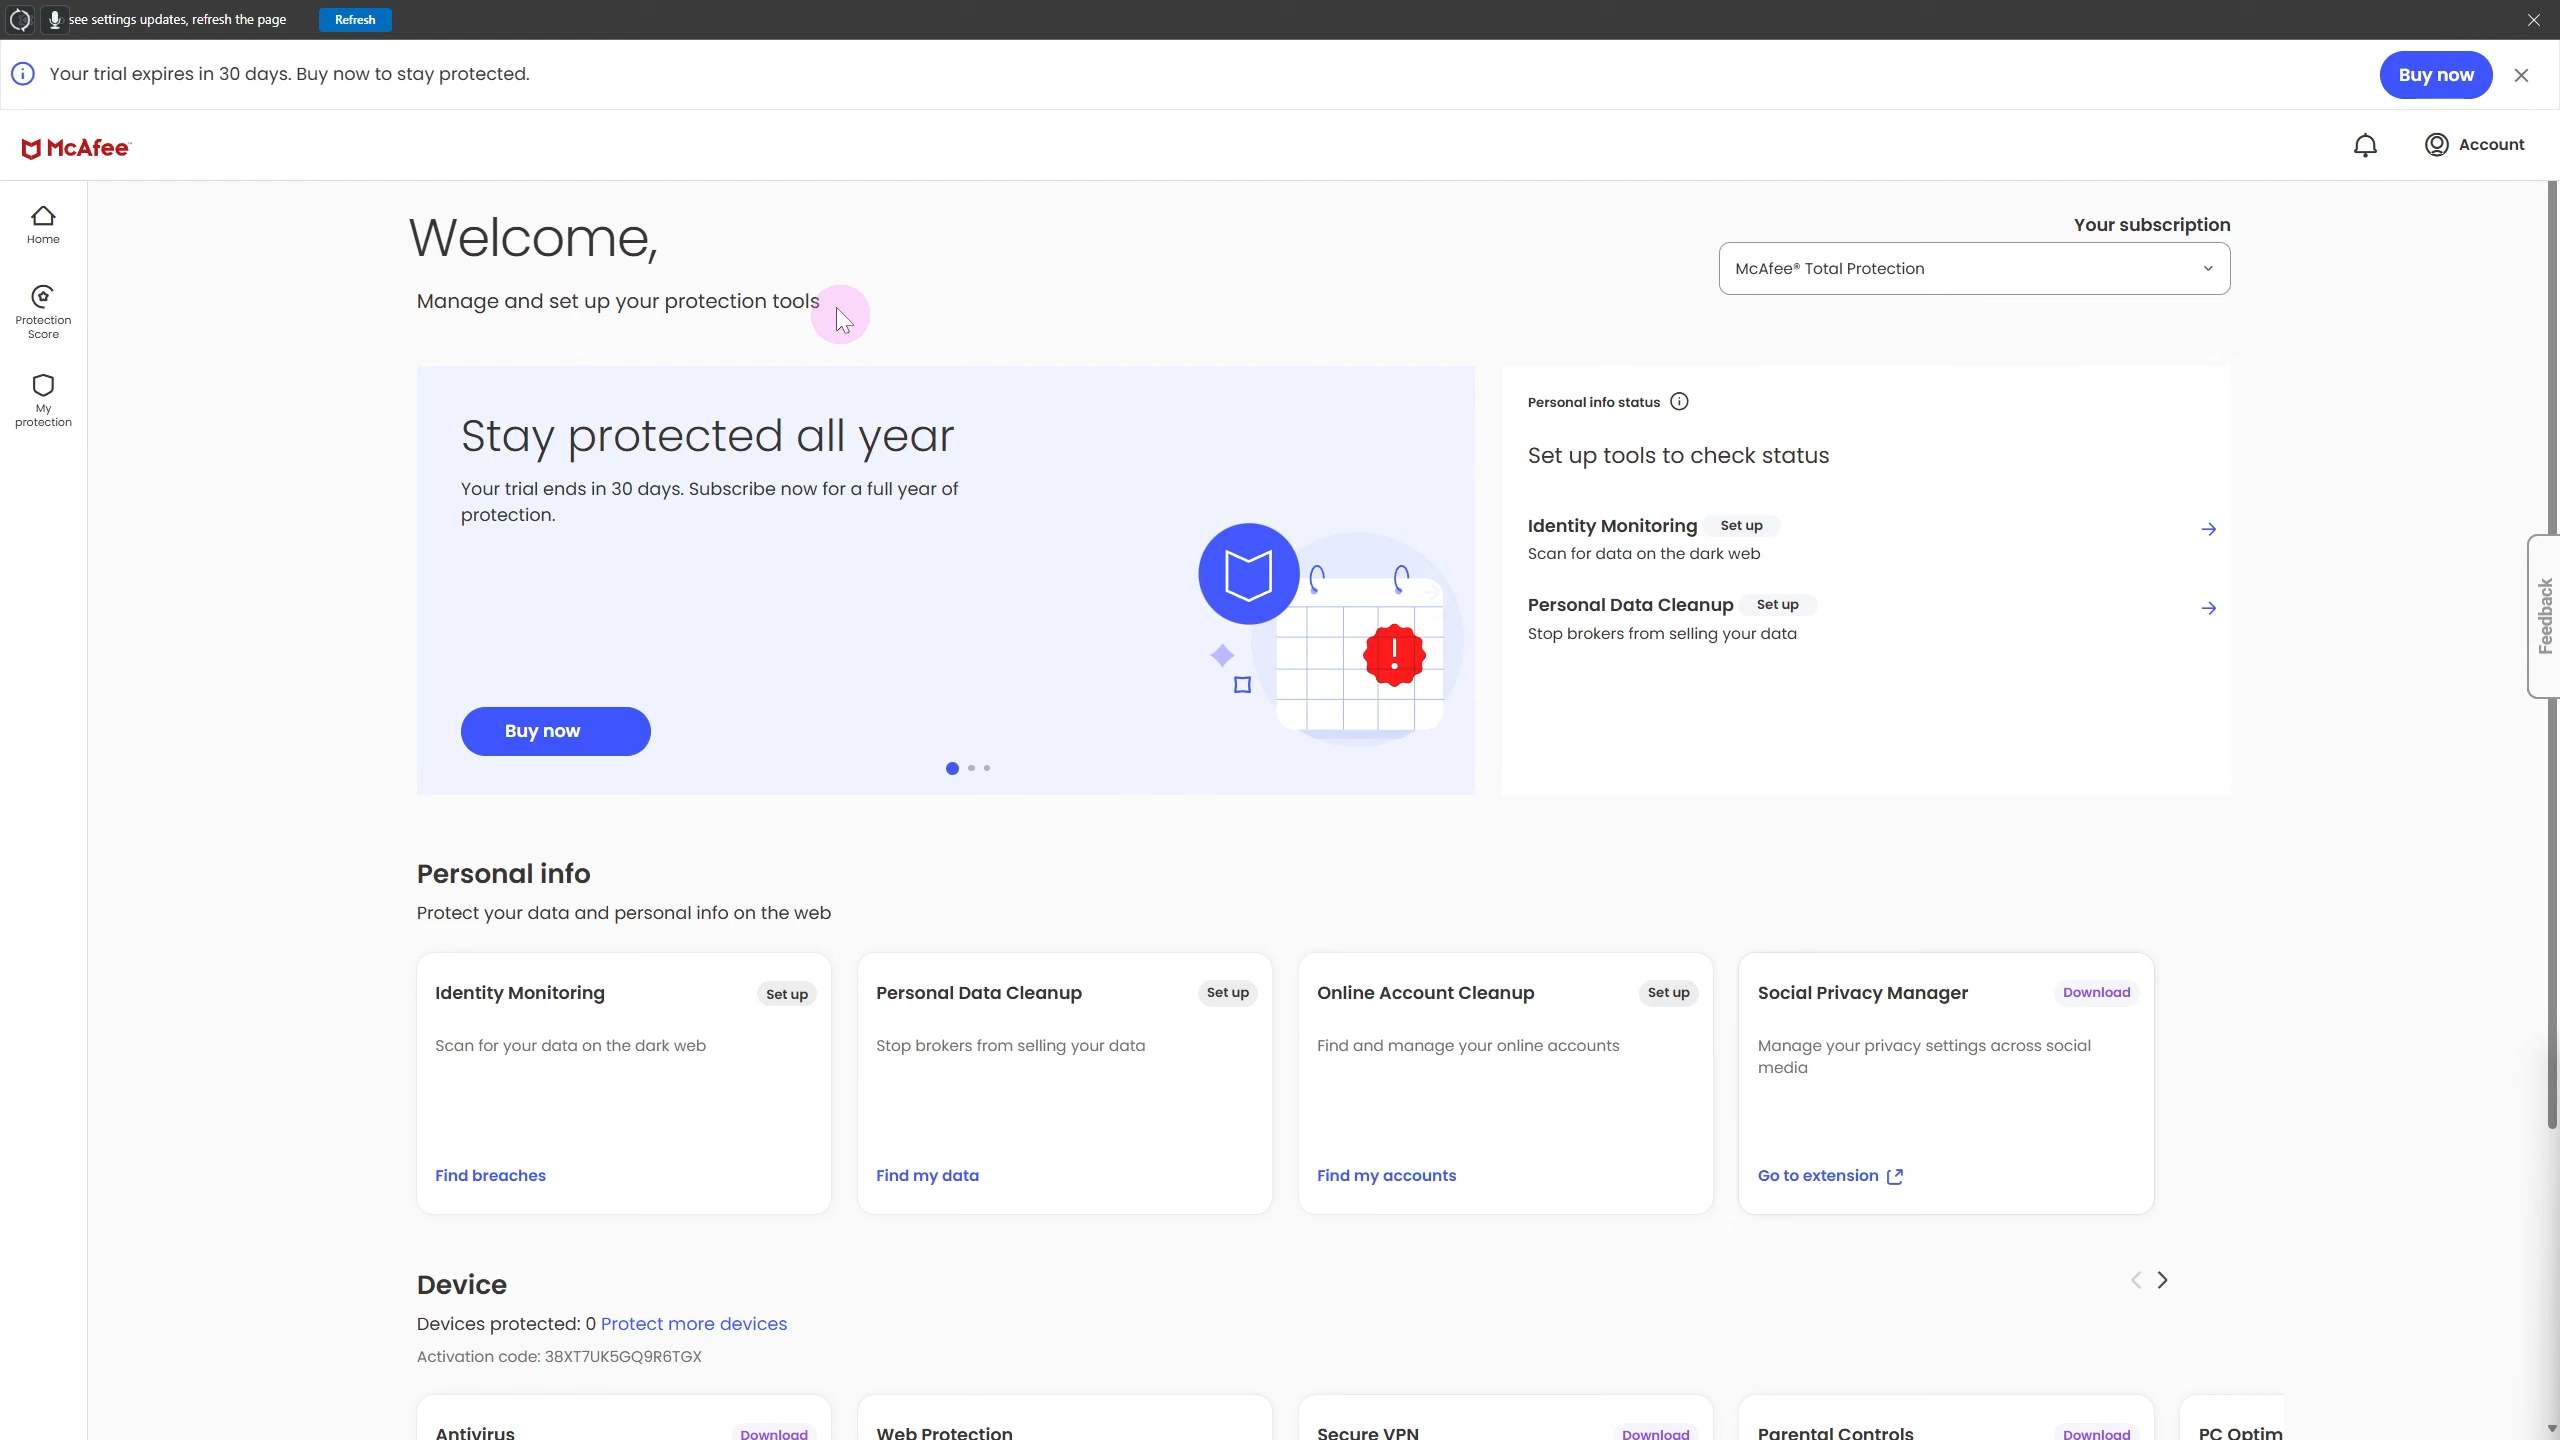 see settings updates, refresh the page
Refresh
Your trial expires in 30 days. Buy now to stay protected.
Buy now
McAfee
Account
Home
Protection
Score
My
protection
Welcome,
Manage and set up your protection tools
Your subscription
McAfee® Total Protection
Stay protected all year
Your trial ends in 30 days. Subscribe now for a full year of
protection.
Buy now
Personal info status
Set up tools to check status
Identity Monitoring Set up
Scan for data on the dark web
Personal Data Cleanup Set up
Stop brokers from selling your data
Feedback
Personal info
Protect your data and personal info on the web
Identity Monitoring Set up
Scan for your data on the dark web
Find breaches
Personal Data Cleanup Set up
Stop brokers from selling your data
Find my data
Online Account Cleanup Set up
Find and manage your online accounts
Find my accounts
Social Privacy Manager Download
Manage your privacy settings across social
media
Go to extension
Device
Devices protected: 0 Protect more devices
Activation code: 38XT7UK5GQ9R6TGX
Antivirus Download
Web Protection
Secure VPN Download
Parental Controls Download
PC Optim